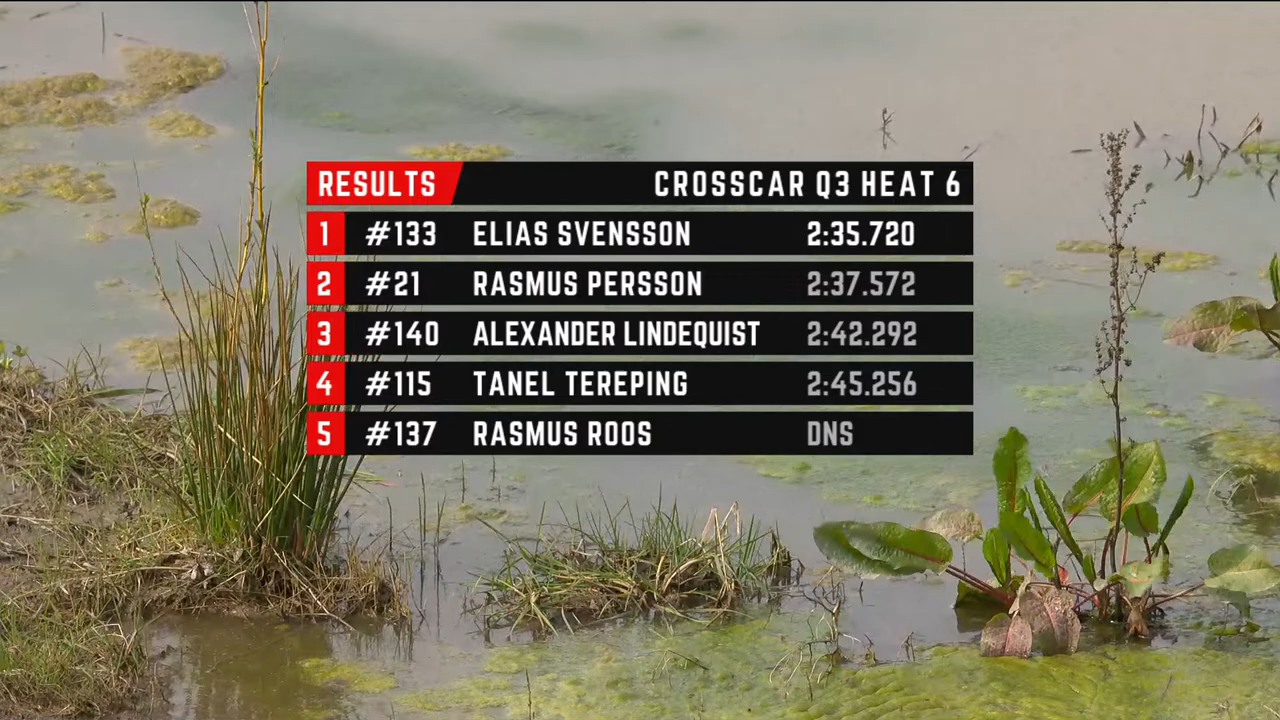 RESULTS CROSSCAR Q3 HEAT 6
1 #133 ELIAS SVENSSON 2:35.720
2 #21 RASMUS PERSSON 2:37.572
3 #140 ALEXANDER LINDEQUIST 2:42.292
4 #115 TANEL TEREPING 2:45.256
5 #137 RASMUS ROOS DNS